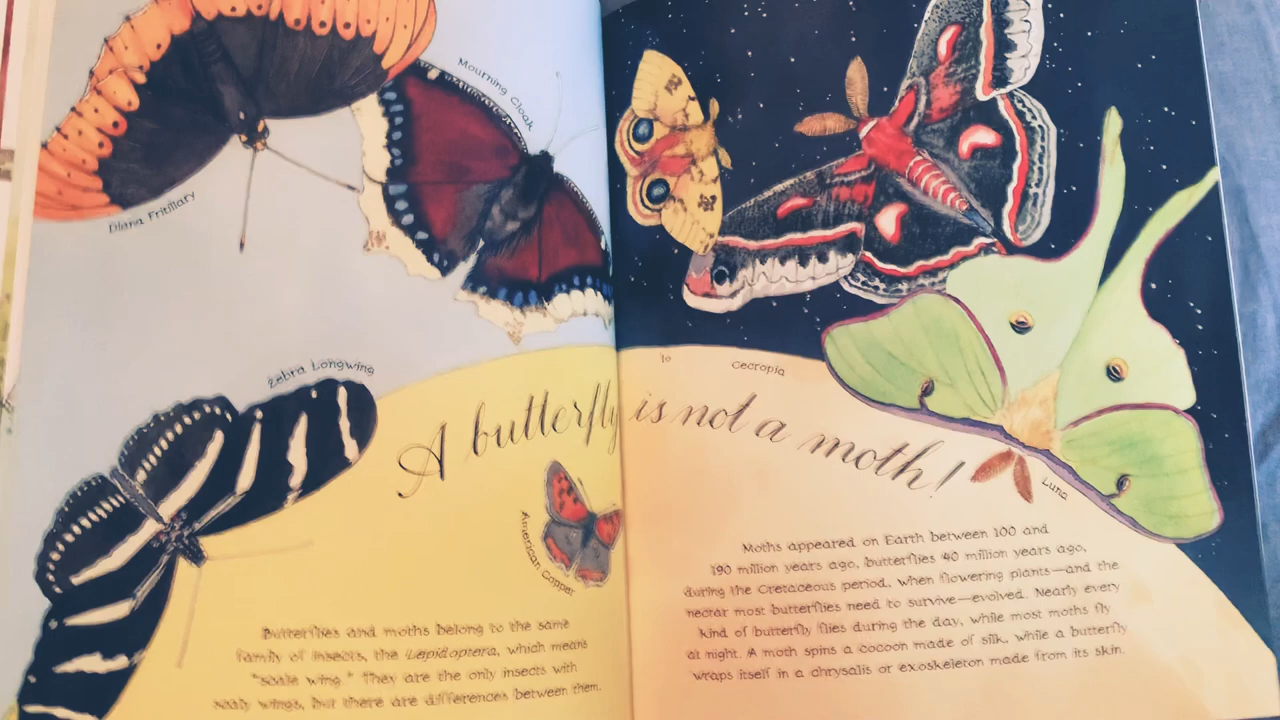 Diana Fritillary
Mourning Cloak
Zebra Longwing
A butterfly is not a moth!
American Copper
Io
Cecropia
Luna
Butterflies and moths belong to the same
family of insects, the Lepidoptera, which means
"scale wing." They are the only insects with
scaly wings, but there are differences between them.
Moths appeared on Earth between 100 and
190 million years ago, butterflies 40 million years ago,
during the Cretaceous period, when flowering plants—and the
nectar most butterflies need to survive—evolved. Nearly every
kind of butterfly flies during the day, while most moths fly
at night. A moth spins a cocoon made of silk, while a butterfly
wraps itself in a chrysalis or exoskeleton made from its skin.